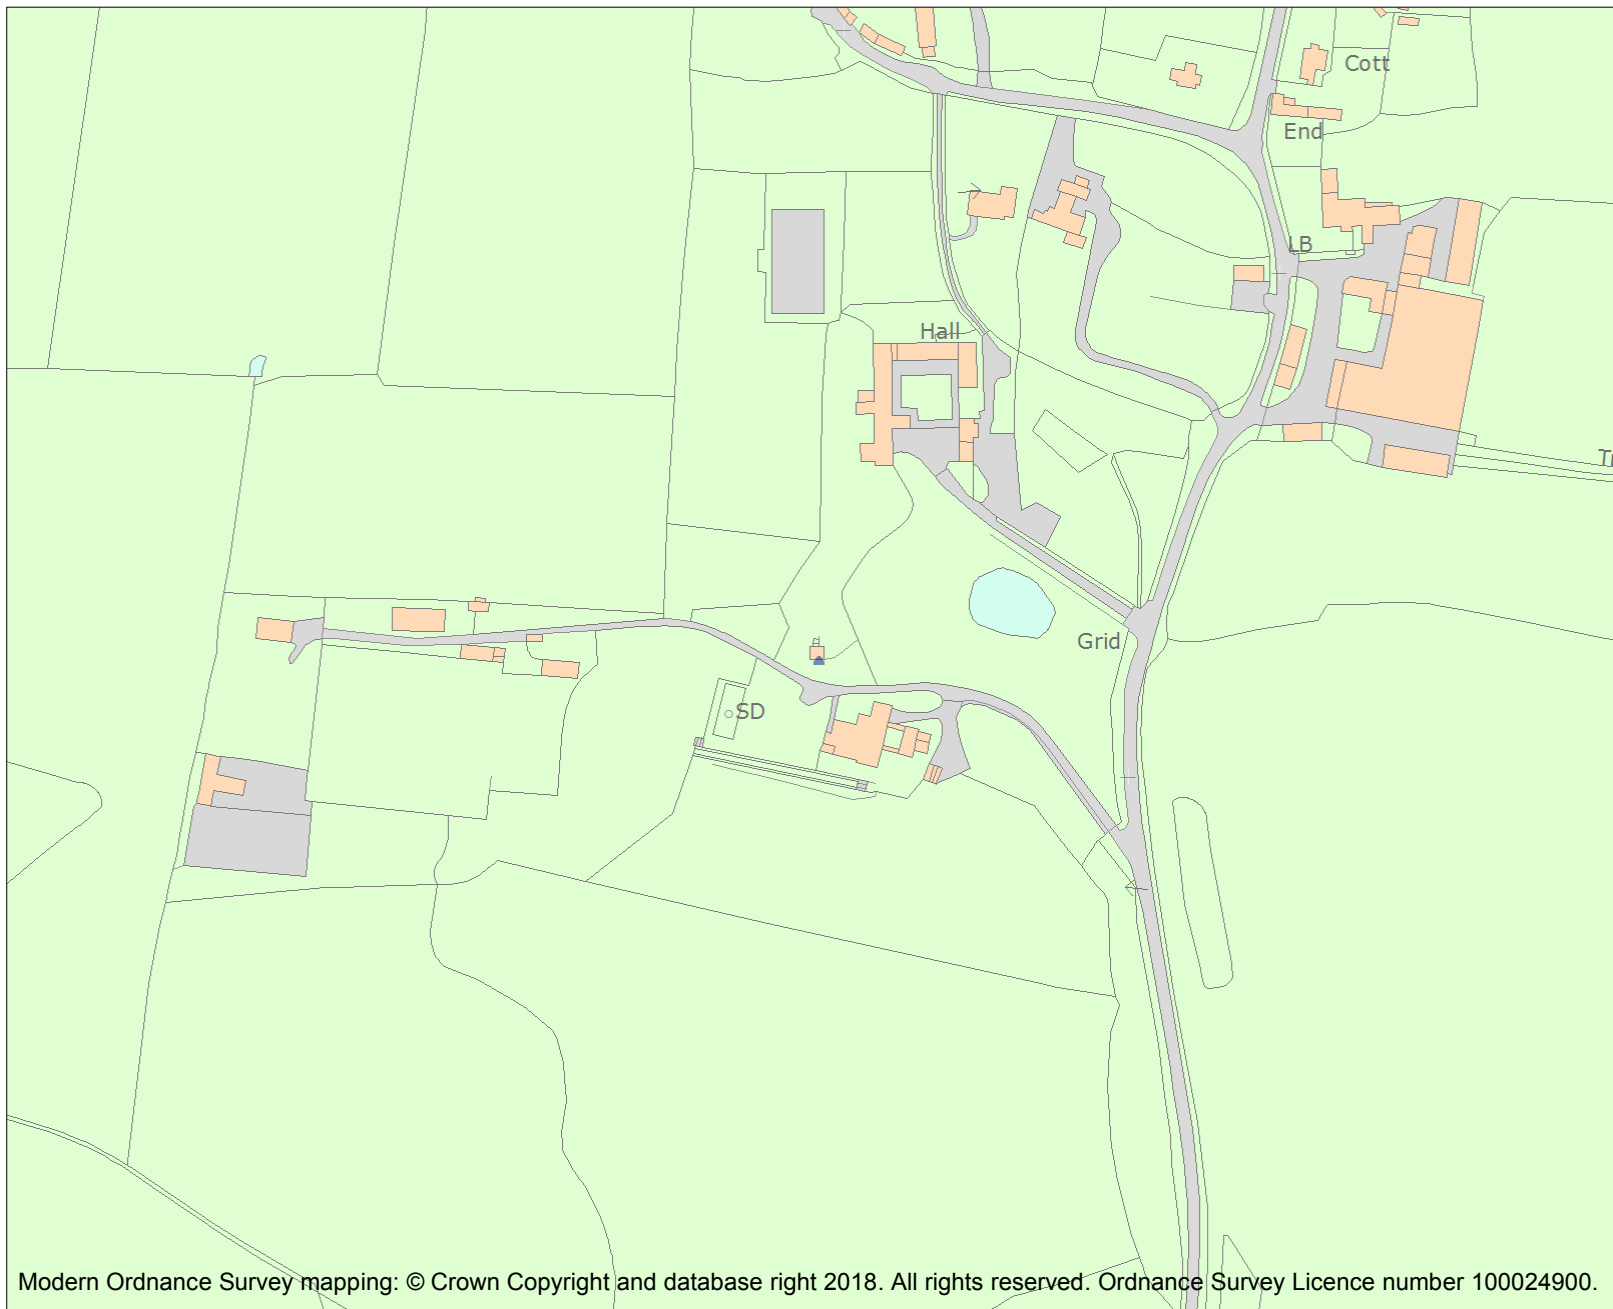 Cott
End
LB
Hall
Grid
SD
Modern Ordnance Survey mapping: © Crown Copyright and database right 2018. All rights reserved. Ordnance Survey Licence number 100024900.